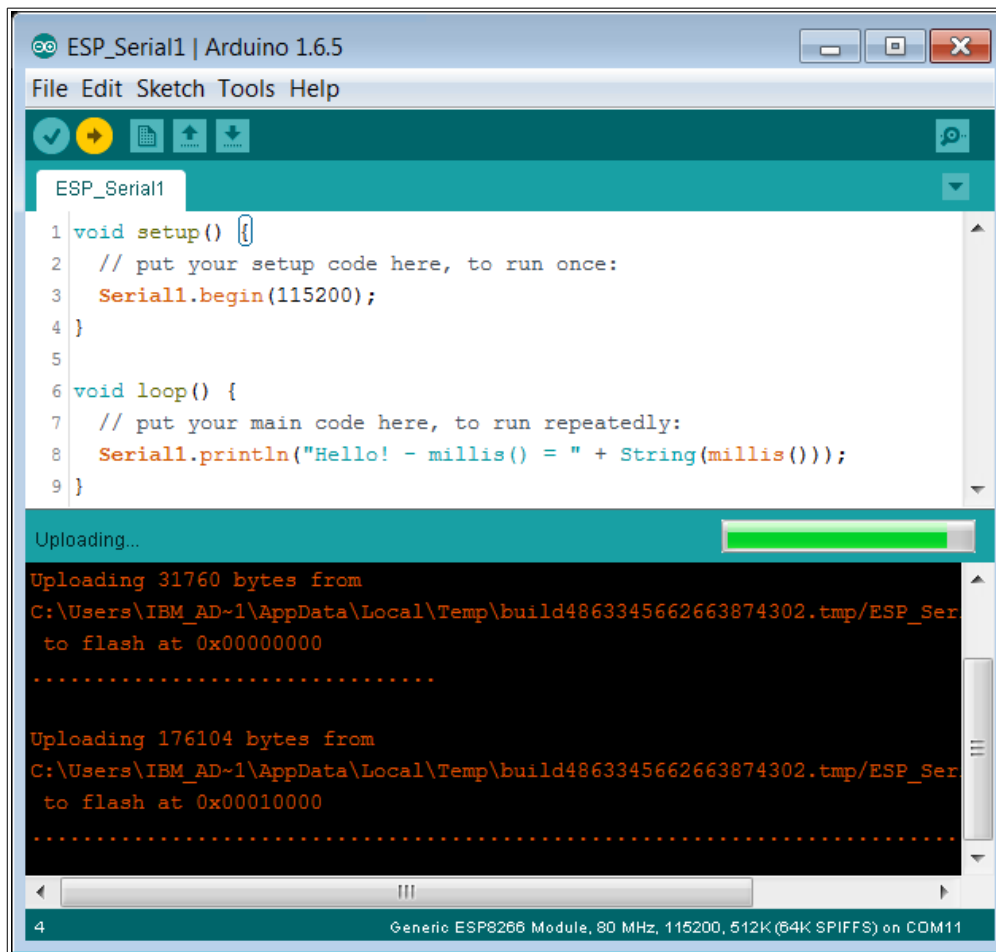 ESP_Serial1 | Arduino 1.6.5
File Edit Sketch Tools Help
ESP_Serial1
1 void setup() {
2 // put your setup code here, to run once:
3 Serial1.begin(115200);
4 }
5
6 void loop() {
7 // put your main code here, to run repeatedly:
8 Serial1.println("Hello! - millis() = " + String(millis()));
9 }
Uploading...
Uploading 31760 bytes from
C:\Users\IBM_AD~1\AppData\Local\Temp\build4863345662663874302.tmp/ESP_Ser
to flash at 0x00000000
................................
Uploading 176104 bytes from
C:\Users\IBM_AD~1\AppData\Local\Temp\build4863345662663874302.tmp/ESP_Ser
to flash at 0x00010000
.........................................................................
4 Generic ESP8266 Module, 80 MHz, 115200, 512K (64K SPIFFS) on COM11